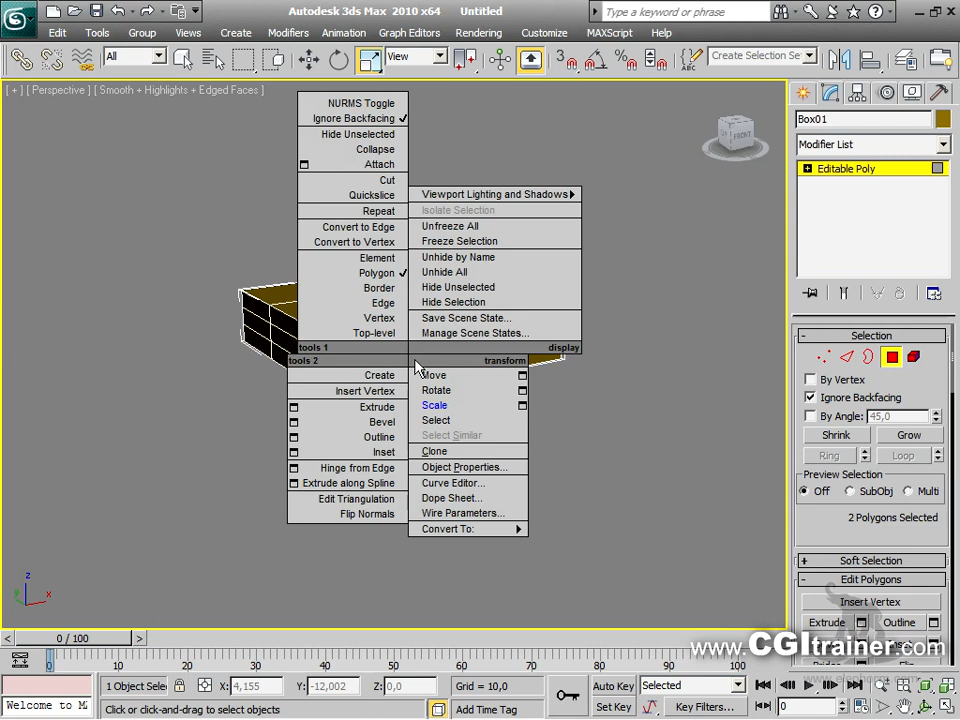 Autodesk 3ds Max 2010 x64 Untitled
Type a keyword or phrase
Edit Tools Group Views Create Modifiers Animation Graph Editors Rendering Customize MAXScript Help
All
View
Create Selection Se
[ + ] [ Perspective ] [ Smooth + Highlights + Edged Faces ]
NURMS Toggle
Ignore Backfacing
Hide Unselected
Collapse
Attach
Cut
Quickslice
Repeat
Convert to Edge
Convert to Vertex
Element
Polygon
Border
Edge
Vertex
Top-level
tools 1
Viewport Lighting and Shadows
Isolate Selection
Unfreeze All
Freeze Selection
Unhide by Name
Unhide All
Hide Unselected
Hide Selection
Save Scene State...
Manage Scene States...
display
tools 2
Create
Insert Vertex
Extrude
Bevel
Outline
Inset
Hinge from Edge
Extrude along Spline
Edit Triangulation
Flip Normals
transform
Move
Rotate
Scale
Select
Select Similar
Clone
Object Properties...
Curve Editor...
Dope Sheet...
Wire Parameters...
Convert To:
FRONT
z
x
Box01
Modifier List
Editable Poly
Selection
By Vertex
Ignore Backfacing
By Angle: 45,0
Shrink Grow
Ring Loop
Preview Selection
Off SubObj Multi
2 Polygons Selected
Soft Selection
Edit Polygons
Insert Vertex
Extrude Outline
www.CGItrainer.com
0 / 100
0 10 20 30 40 50 60 70 80 90 100
1 Object Sele X: 4,155 Y: -12,002 Z: 0,0 Grid = 10,0 Auto Key Selected
Welcome to M
Click or click-and-drag to select objects Add Time Tag Set Key Key Filters... 0